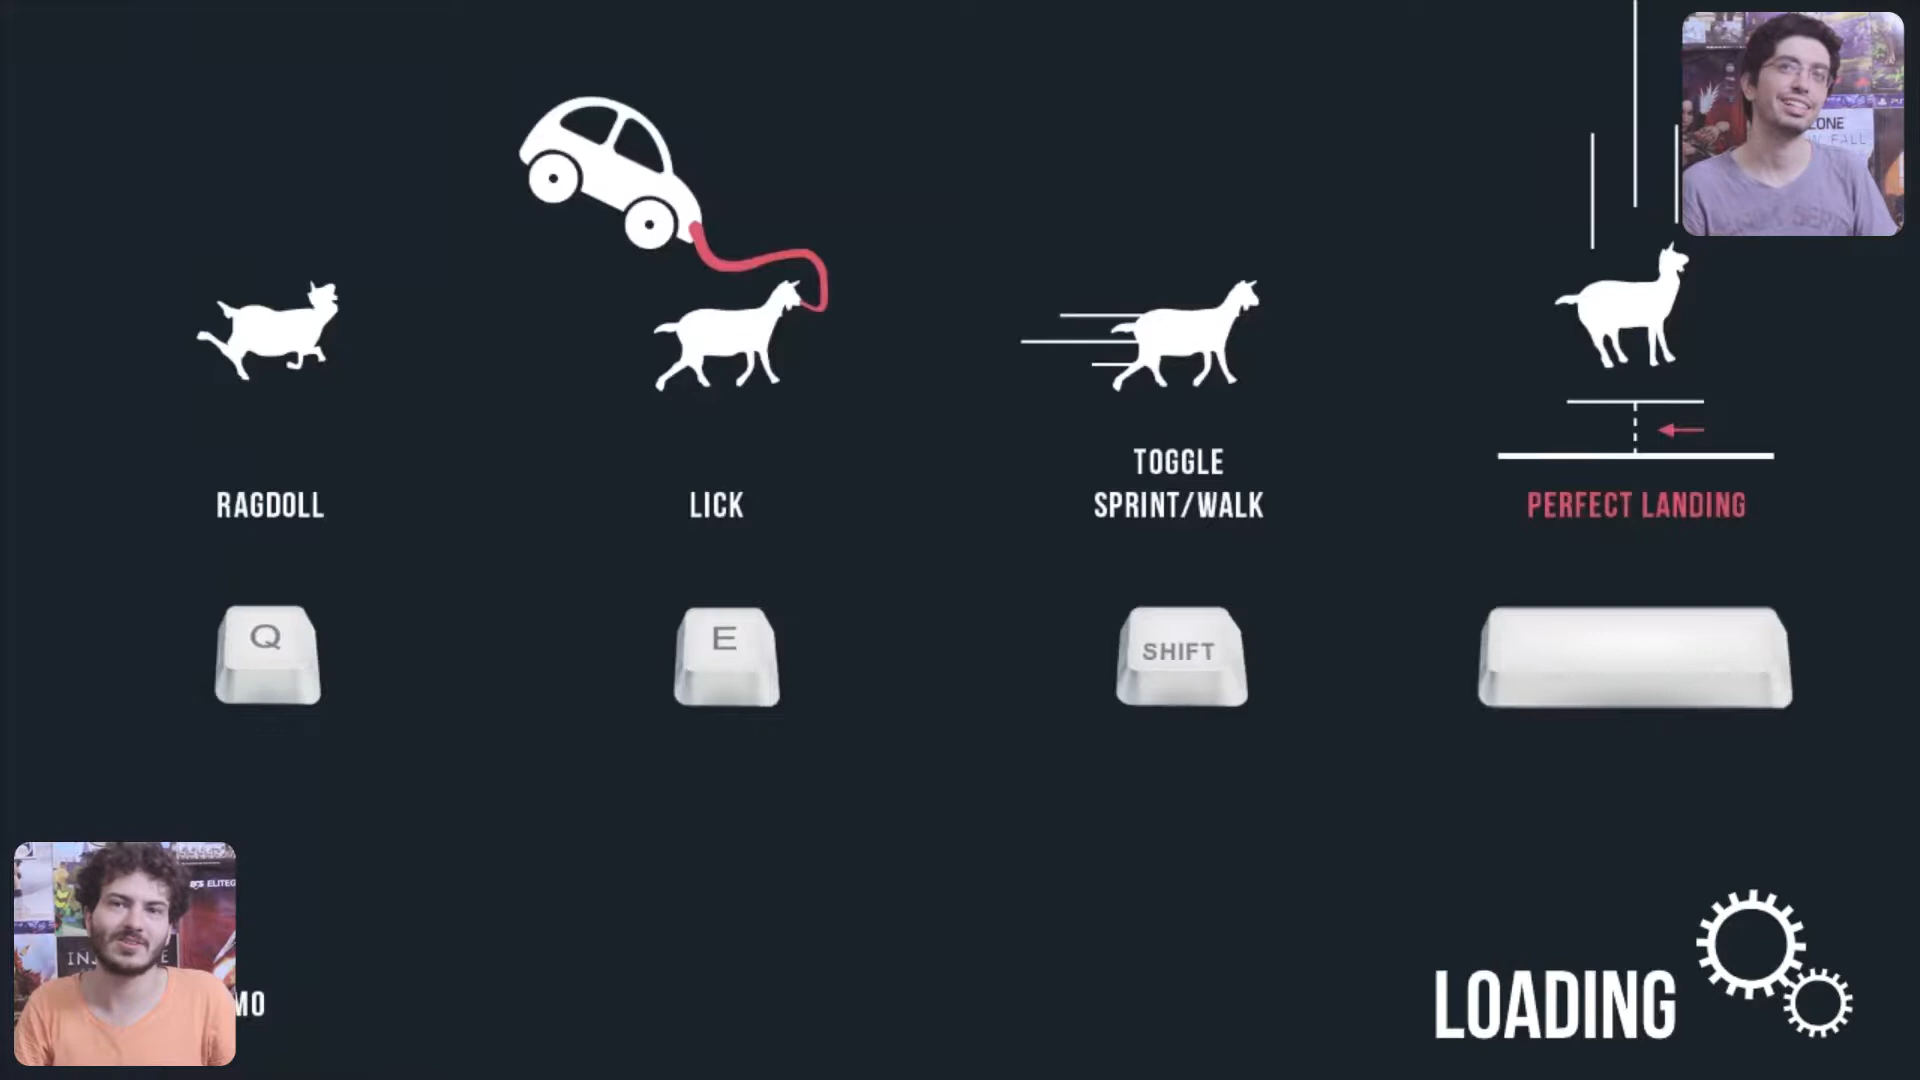 RAGDOLL
LICK
TOGGLE
SPRINT/WALK
PERFECT LANDING
Q
E
SHIFT
LOADING